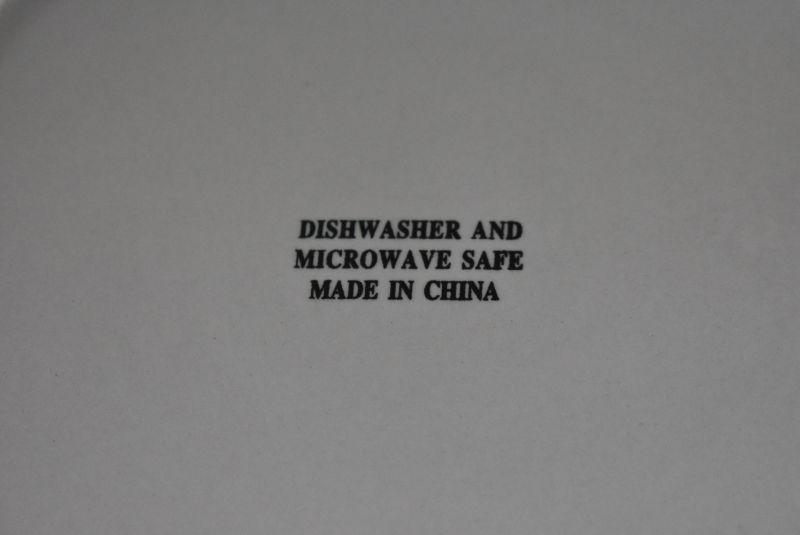 DISHWASHER AND
MICROWAVE SAFE
MADE IN CHINA